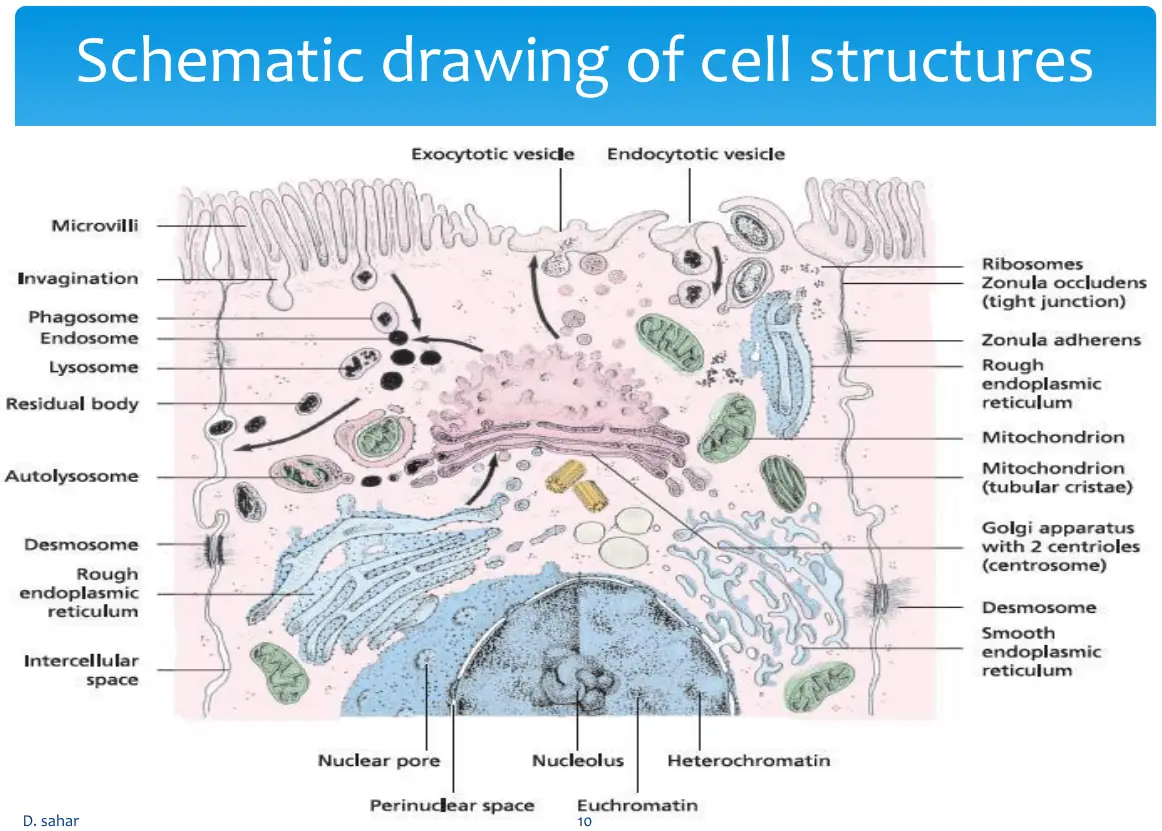 Schematic drawing of cell structures
Exocytotic vesicle
Endocytotic vesicle
Microvilli
Invagination
Phagosome
Endosome
Lysosome
Residual body
Autolysosome
Desmosome
Rough
endoplasmic
reticulum
Intercellular
space
Ribosomes
Zonula occludens
(tight junction)
Zonula adherens
Rough
endoplasmic
reticulum
Mitochondrion
Mitochondrion
(tubular cristae)
Golgi apparatus
with 2 centrioles
(centrosome)
Desmosome
Smooth
endoplasmic
reticulum
Nuclear pore
Nucleolus
Heterochromatin
Perinuclear space
Euchromatin
D. sahar
10